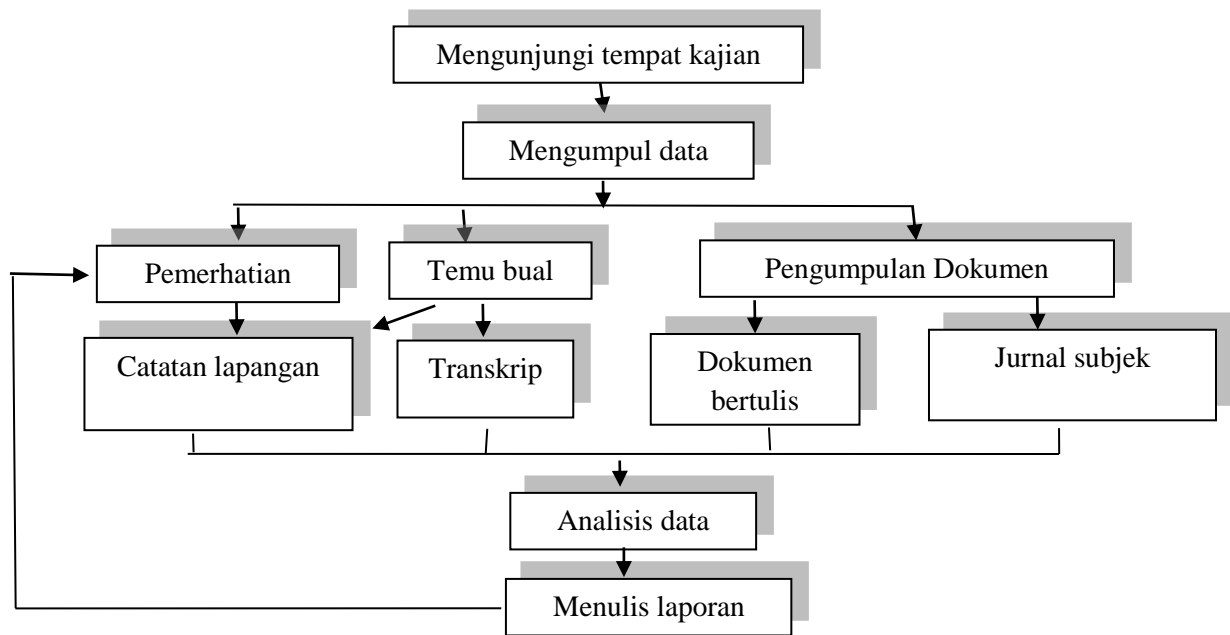 Mengunjungi tempat kajian
Mengumpul data
Pemerhatian
Temu bual
Pengumpulan Dokumen
Catatan lapangan
Transkrip
Dokumen
bertulis
Jurnal subjek
Analisis data
Menulis laporan